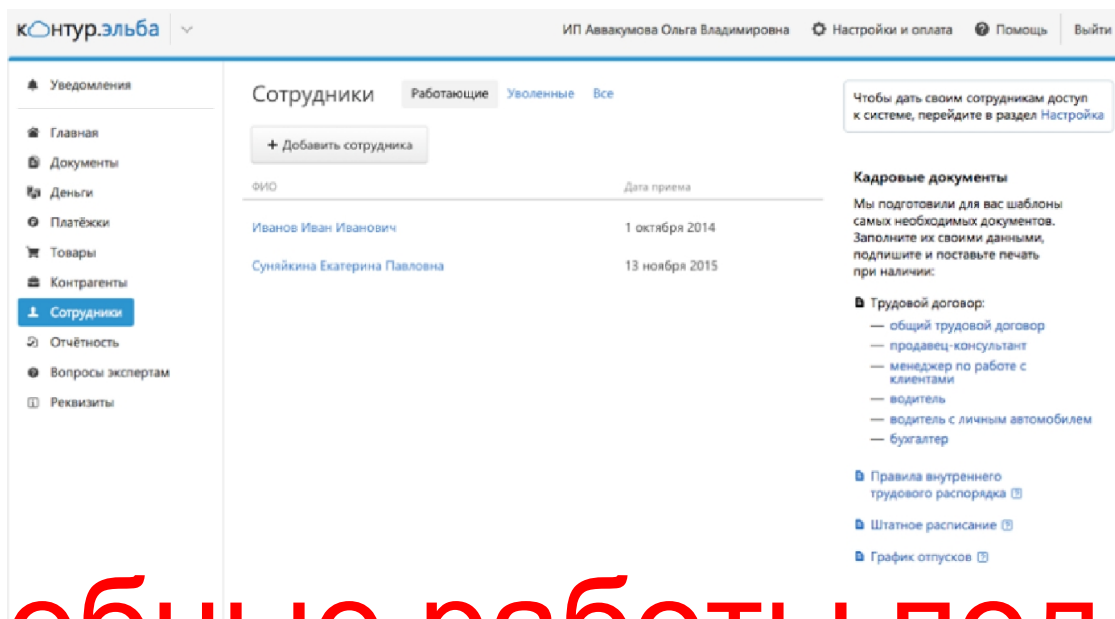 контур.эльба
ИП Аввакумова Ольга Владимировна Настройки и оплата Помощь Выйти
Уведомления
Главная
Документы
Деньги
Платёжки
Товары
Контрагенты
Сотрудники
Отчётность
Вопросы экспертам
Реквизиты
Сотрудники Работающие Уволенные Все
+ Добавить сотрудника
ФИО Дата приема
Иванов Иван Иванович 1 октября 2014
Суняйкина Екатерина Павловна 13 ноября 2015
Чтобы дать своим сотрудникам доступ
к системе, перейдите в раздел Настройка
Кадровые документы
Мы подготовили для вас шаблоны
самых необходимых документов.
Заполните их своими данными,
подпишите и поставьте печать
при наличии:
Трудовой договор:
— общий трудовой договор
— продавец-консультант
— менеджер по работе с
клиентами
— водитель
— водитель с личным автомобилем
— бухгалтер
Правила внутреннего
трудового распорядка [?]
Штатное расписание [?]
График отпусков [?]
работы